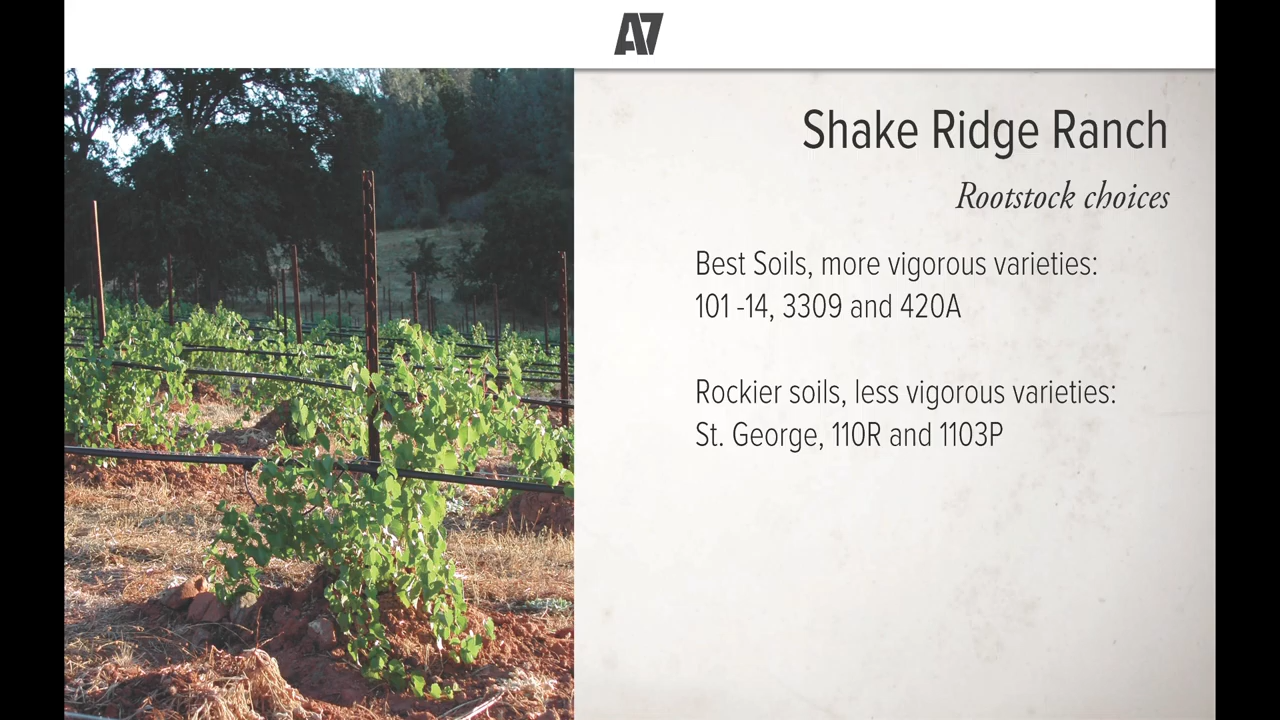 A7
Shake Ridge Ranch
Rootstock choices
Best Soils, more vigorous varieties:
101 -14, 3309 and 420A
Rockier soils, less vigorous varieties:
St. George, 110R and 1103P